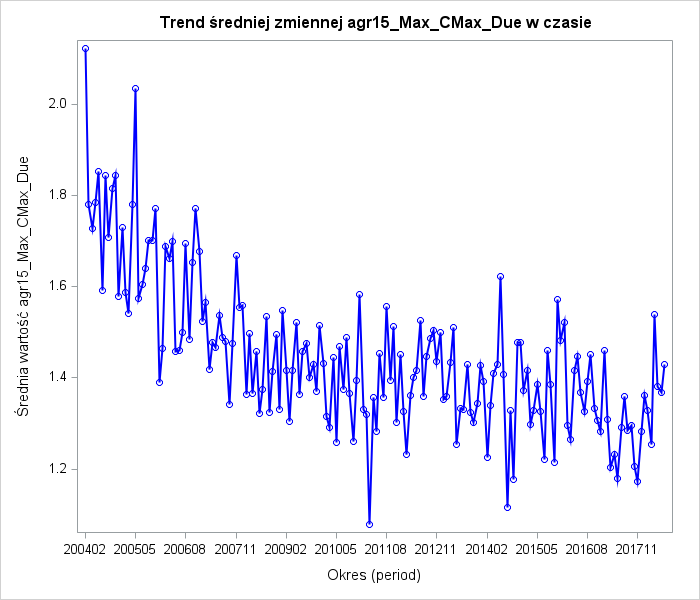 Trend średniej zmiennej agr15_Max_CMax_Due w czasie
Średnia wartość agr15_Max_CMax_Due
2.0
1.8
1.6
1.4
1.2
200402 200505 200608 200711 200902 201005 201108 201211 201402 201505 201608 201711
Okres (period)